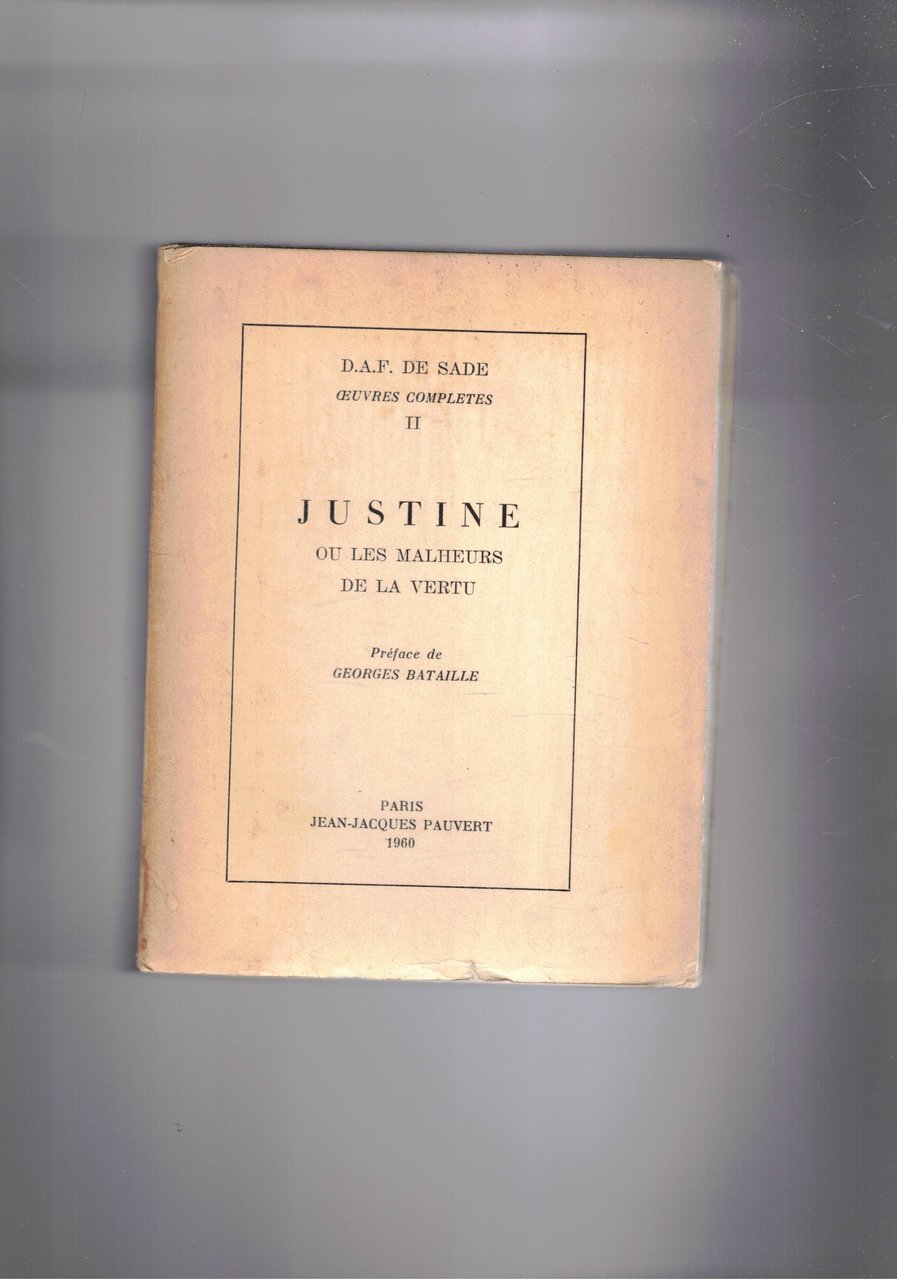 D.A.F. DE SADE
ŒUVRES COMPLETES
II
JUSTINE
OU LES MALHEURS
DE LA VERTU
Préface de
GEORGES BATAILLE
PARIS
JEAN-JACQUES PAUVERT
1960